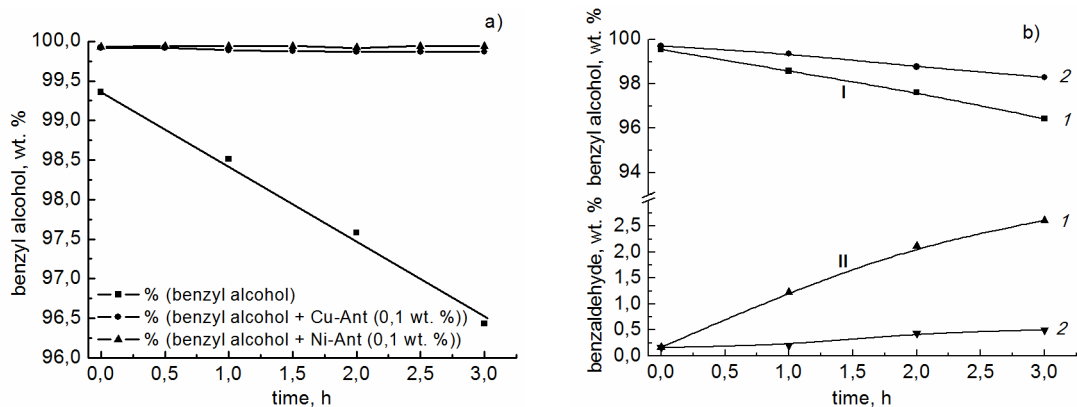 a)
100,0
99,5
99,0
98,5
98,0
97,5
97,0
96,5
96,0
benzyl alcohol, wt. %
% (benzyl alcohol)
% (benzyl alcohol + Cu-Ant (0,1 wt. %))
% (benzyl alcohol + Ni-Ant (0,1 wt. %))
0,0 0,5 1,0 1,5 2,0 2,5 3,0
time, h
b)
100
98
96
94
benzyl alcohol, wt. %
2
I
1
2,5
2,0
1,5
1,0
0,5
0,0
benzaldehyde, wt. %
1
II
2
0,0 0,5 1,0 1,5 2,0 2,5 3,0
time, h